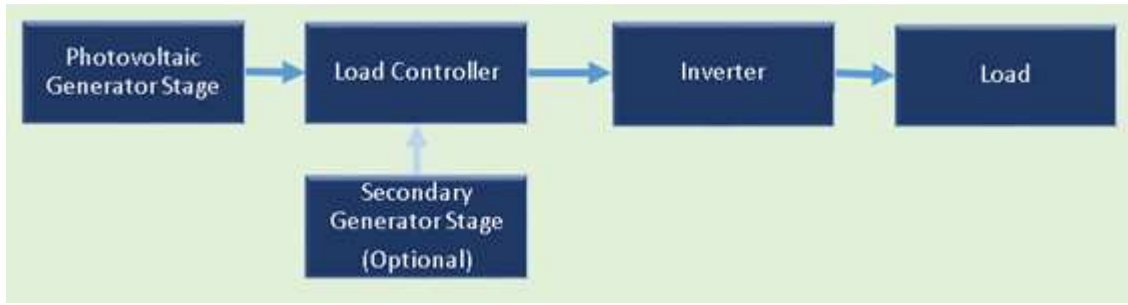 Photovoltaic
Generator Stage
Load Controller
Inverter
Load
Secondary
Generator Stage
(Optional)